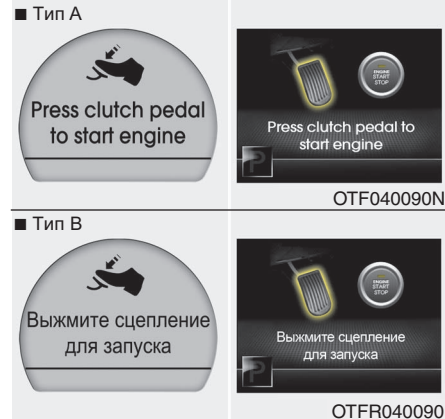 ■ Тип A
Press clutch pedal
to start engine
ENGINE
START
STOP
Press clutch pedal to
start engine
P
OTF040090N
■ Тип B
Выжмите сцепление
для запуска
ENGINE
START
STOP
Выжмите сцепление
для запуска
P
OTFR040090